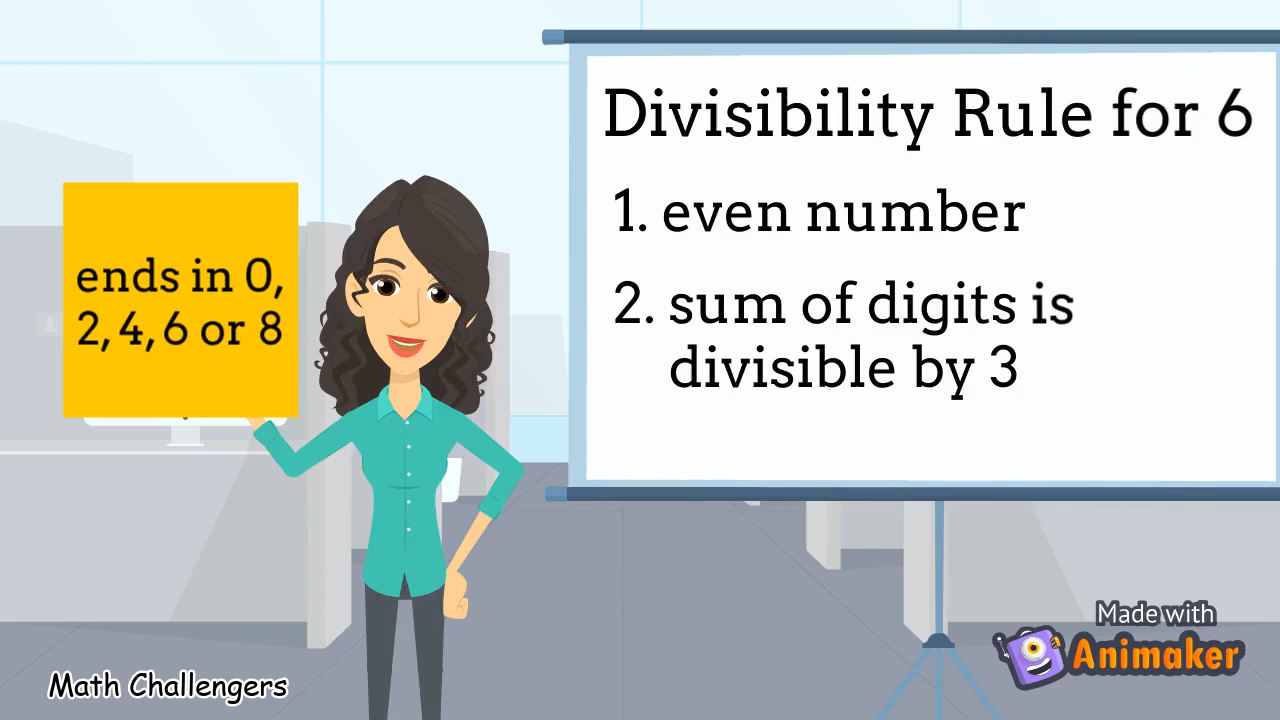 Divisibility Rule for 6
1. even number
2. sum of digits is
divisible by 3
ends in 0,
2, 4, 6 or 8
Math Challengers
Made with
Animaker